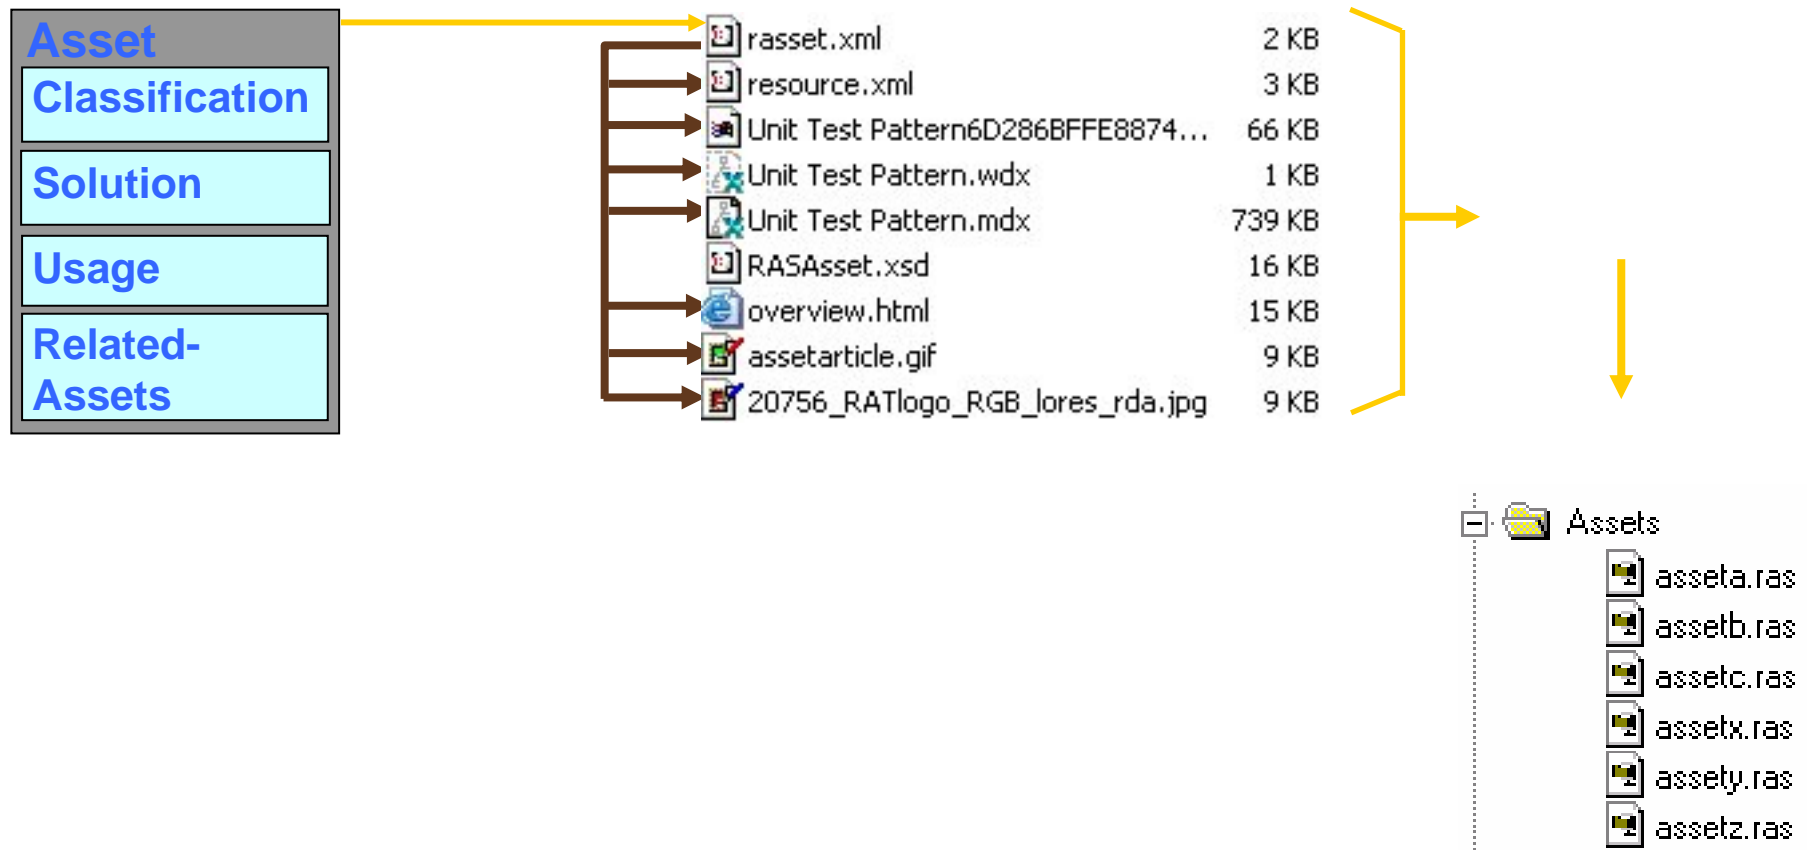 Asset
Classification
Solution
Usage
Related-
Assets
rasset.xml 2 KB
resource.xml 3 KB
Unit Test Pattern6D286BFFE8874... 66 KB
Unit Test Pattern.wdx 1 KB
Unit Test Pattern.mdx 739 KB
RASAsset.xsd 16 KB
overview.html 15 KB
assetarticle.gif 9 KB
20756_RATlogo_RGB_lores_rda.jpg 9 KB
Assets
asseta.ras
assetb.ras
assetc.ras
assetx.ras
assety.ras
assetz.ras